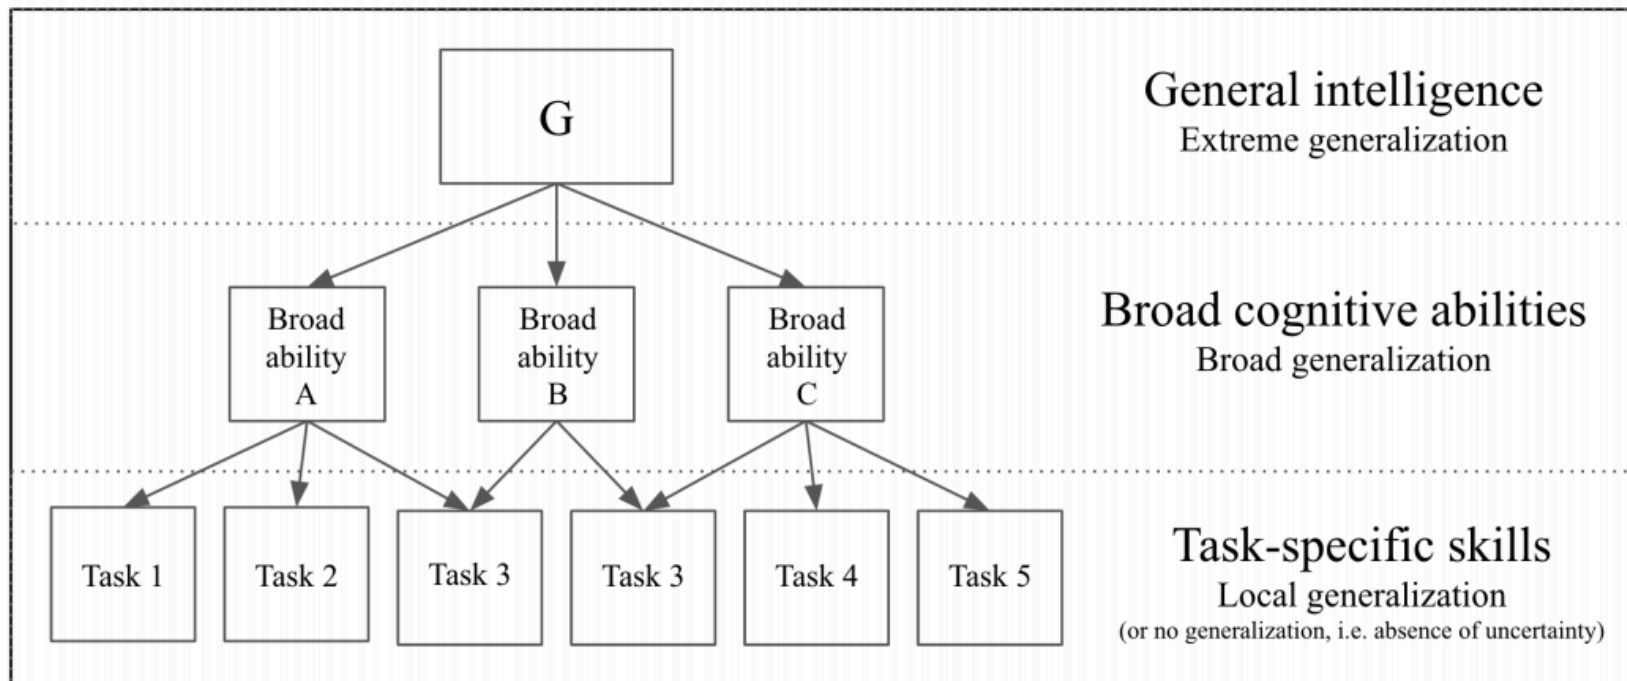 G
General intelligence
Extreme generalization
Broad
ability
A
Broad
ability
B
Broad
ability
C
Broad cognitive abilities
Broad generalization
Task 1
Task 2
Task 3
Task 3
Task 4
Task 5
Task-specific skills
Local generalization
(or no generalization, i.e. absence of uncertainty)